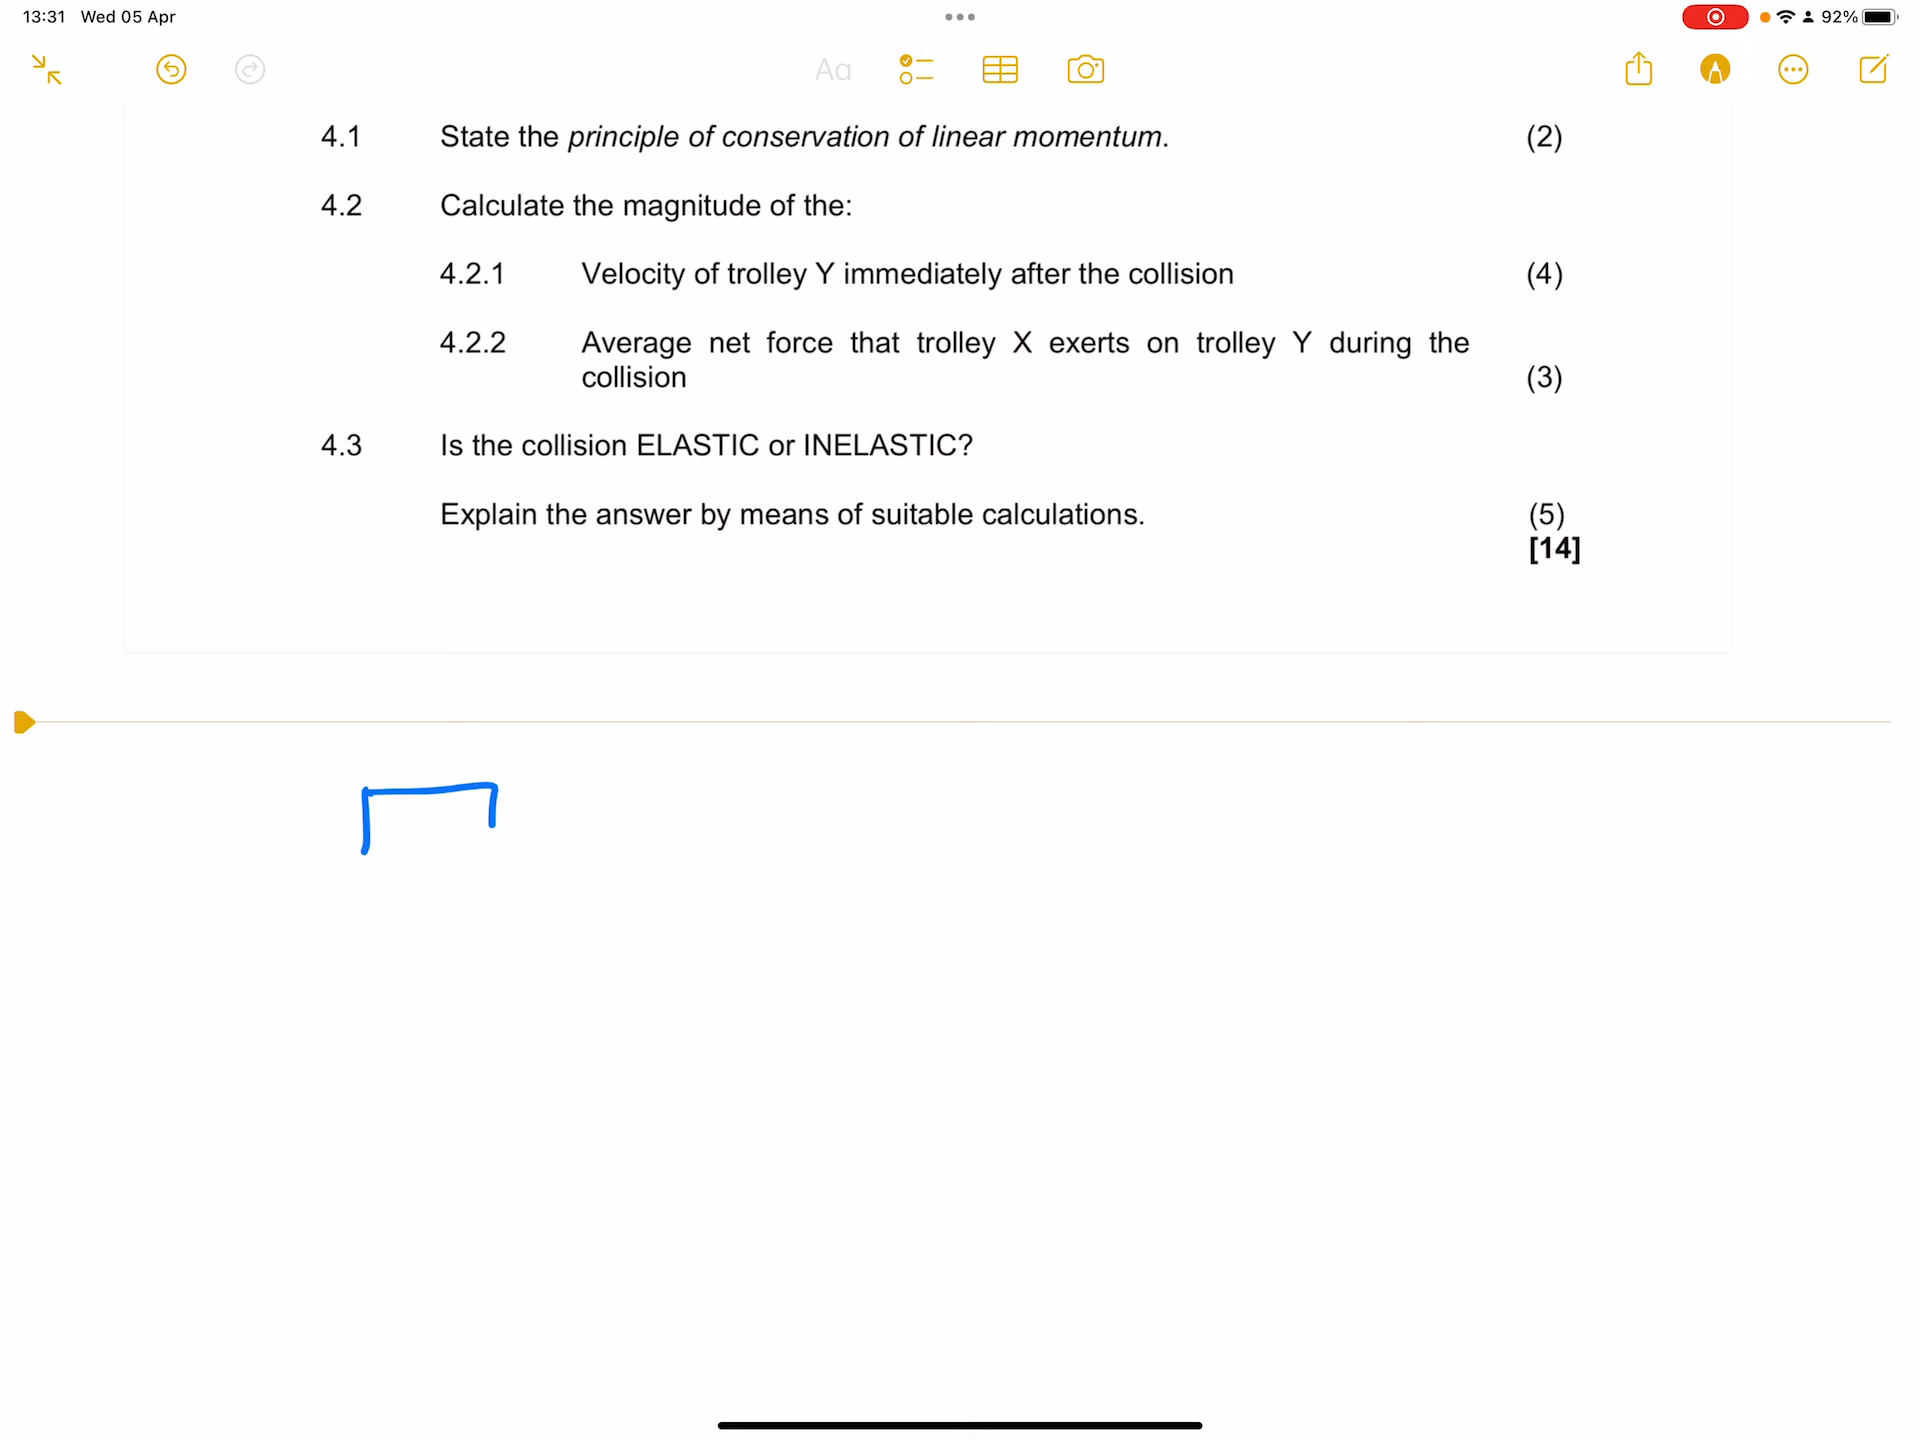 13:31 Wed 05 Apr
92%
Aa
4.1 State the principle of conservation of linear momentum. (2)
4.2 Calculate the magnitude of the:
4.2.1 Velocity of trolley Y immediately after the collision (4)
4.2.2 Average net force that trolley X exerts on trolley Y during the
collision (3)
4.3 Is the collision ELASTIC or INELASTIC?
Explain the answer by means of suitable calculations. (5)
[14]